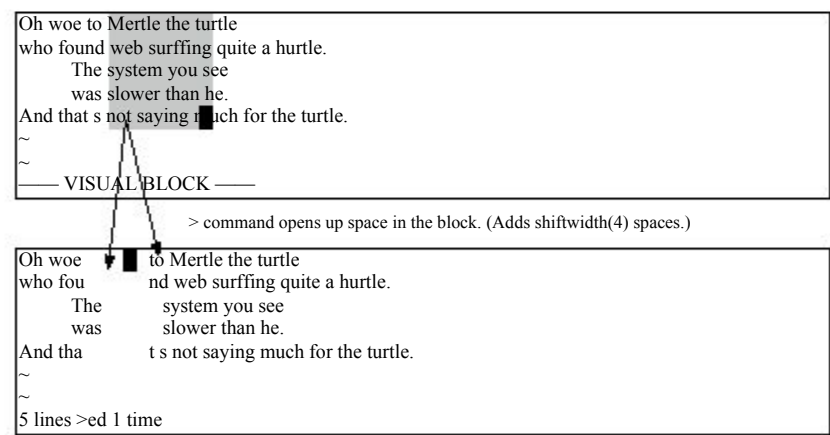 Oh woe to Mertle the turtle
who found web surffing quite a hurtle.
The system you see
was slower than he.
And that s not saying much for the turtle.
~
~
—— VISUAL BLOCK ——
> command opens up space in the block. (Adds shiftwidth(4) spaces.)
Oh woe to Mertle the turtle
who fou nd web surffing quite a hurtle.
The system you see
was slower than he.
And tha t s not saying much for the turtle.
~
~
5 lines >ed 1 time